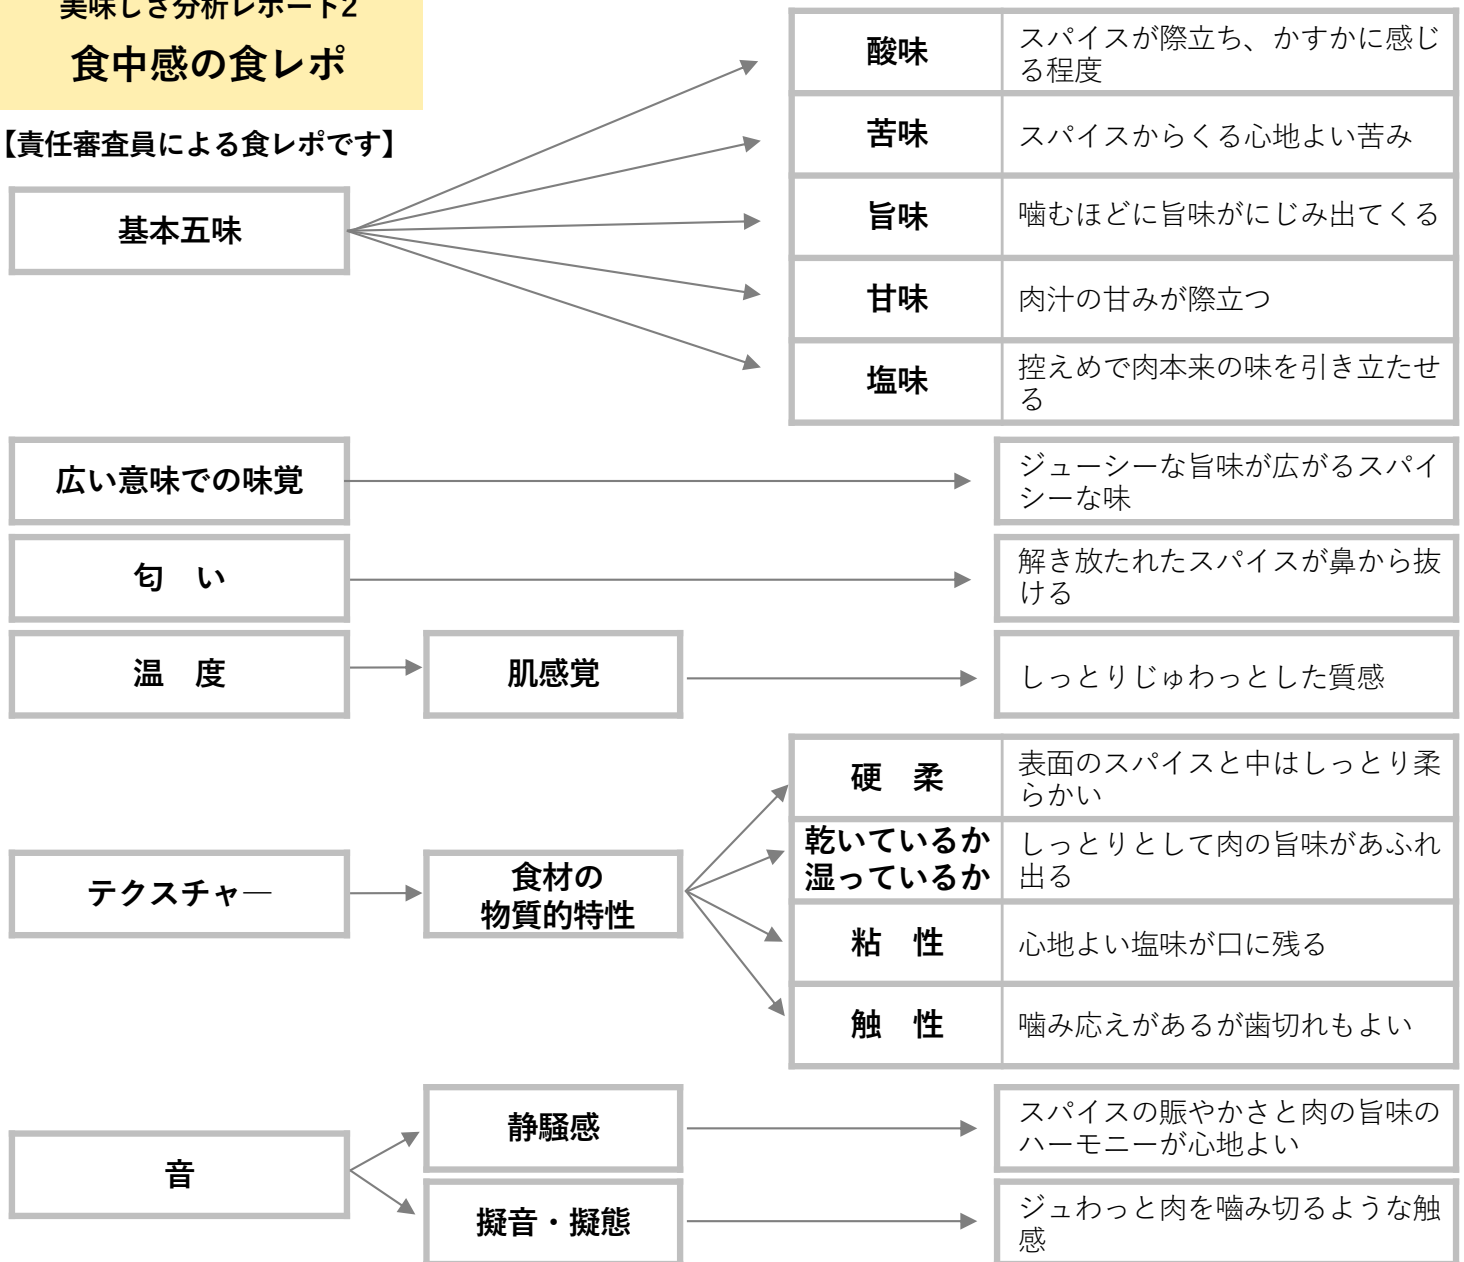 美味しさ分析レポート2
食中感の食レポ
【責任審査員による食レポです】
基本五味
酸味
スパイスが際立ち、かすかに感じ
る程度
苦味
スパイスからくる心地よい苦み
旨味
噛むほどに旨味がにじみ出てくる
甘味
肉汁の甘みが際立つ
塩味
控えめで肉本来の味を引き立たせ
る
広い意味での味覚
ジューシーな旨味が広がるスパイ
シーな味
匂　い
解き放たれたスパイスが鼻から抜
ける
温　度
肌感覚
しっとりじゅわっとした質感
テクスチャ―
食材の
物質的特性
硬　柔
表面のスパイスと中はしっとり柔
らかい
乾いているか
湿っているか
しっとりとして肉の旨味があふれ
出る
粘　性
心地よい塩味が口に残る
触　性
噛み応えがあるが歯切れもよい
音
静騒感
スパイスの賑やかさと肉の旨味の
ハーモニーが心地よい
擬音・擬態
ジュわっと肉を嚙み切るような触
感